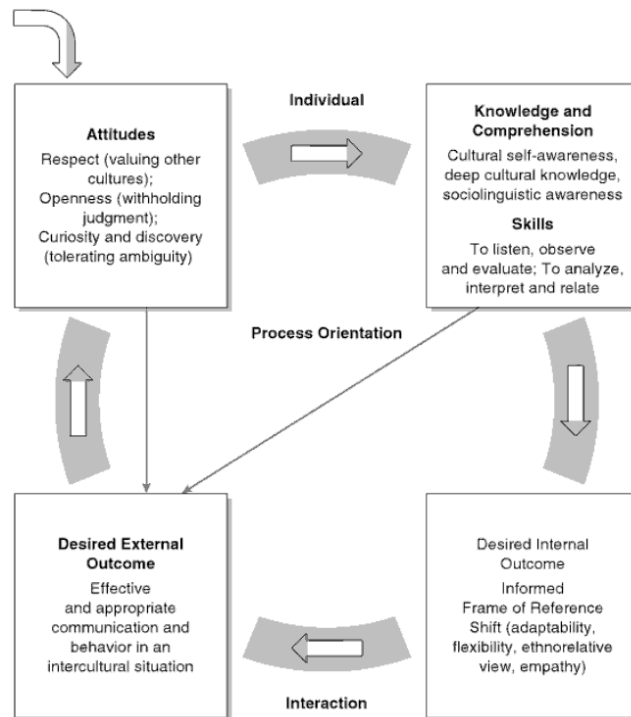 Individual
Attitudes
Respect (valuing other
cultures);
Openness (withholding
judgment);
Curiosity and discovery
(tolerating ambiguity)
Knowledge and
Comprehension
Cultural self-awareness,
deep cultural knowledge,
sociolinguistic awareness
Skills
To listen, observe
and evaluate; To analyze,
interpret and relate
Process Orientation
Desired External
Outcome
Effective
and appropriate
communication and
behavior in an
intercultural situation
Desired Internal
Outcome
Informed
Frame of Reference
Shift (adaptability,
flexibility, ethnorelative
view, empathy)
Interaction